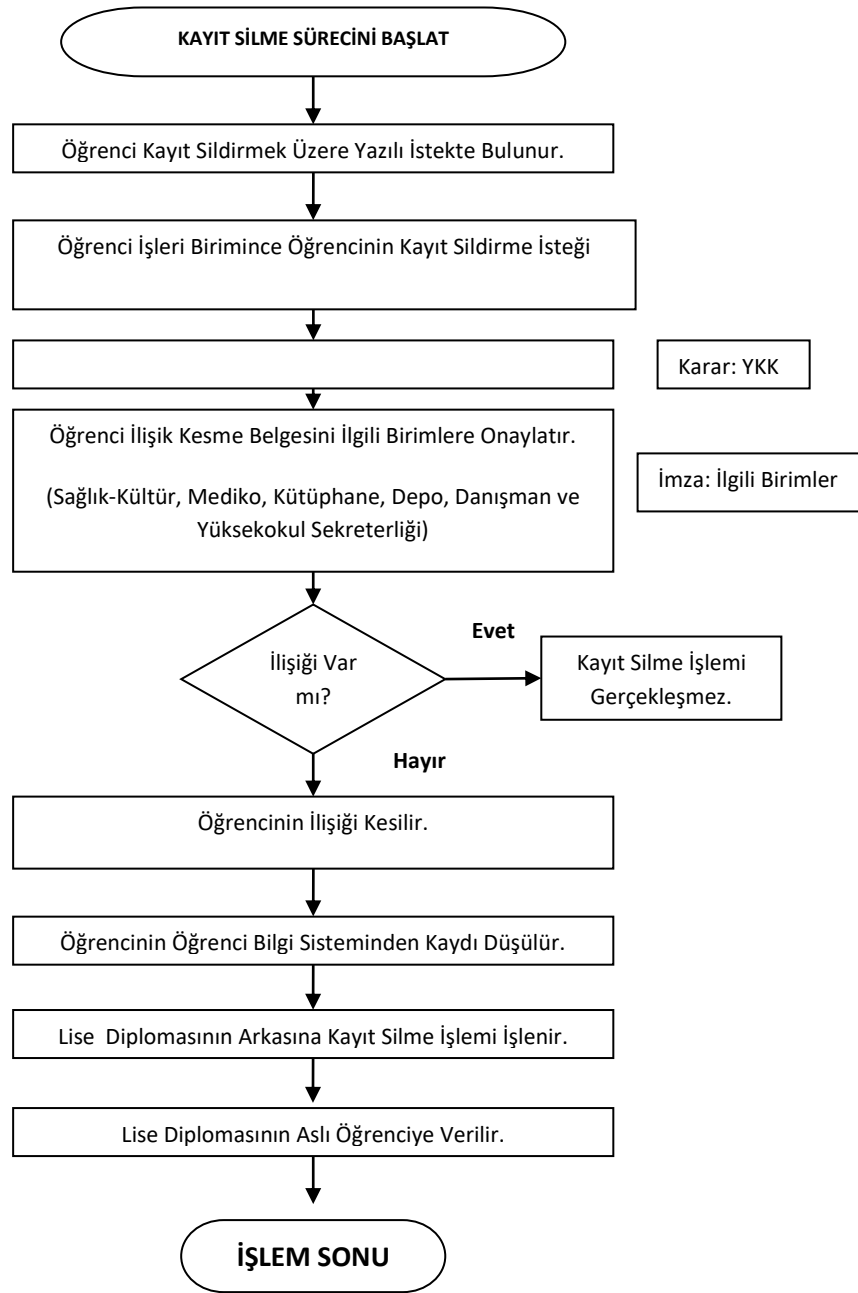 KAYIT SİLME SÜRECİNİ BAŞLAT
Öğrenci Kayıt Sildirmek Üzere Yazılı İstekte Bulunur.
Öğrenci İşleri Birimince Öğrencinin Kayıt Sildirme İsteği
Karar: YKK
Öğrenci İlişik Kesme Belgesini İlgili Birimlere Onaylatır.
(Sağlık-Kültür, Mediko, Kütüphane, Depo, Danışman ve
Yüksekokul Sekreterliği)
İmza: İlgili Birimler
İlişiği Var
mı?
Evet
Kayıt Silme İşlemi
Gerçekleşmez.
Hayır
Öğrencinin İlişiği Kesilir.
Öğrencinin Öğrenci Bilgi Sisteminden Kaydı Düşülür.
Lise  Diplomasının Arkasına Kayıt Silme İşlemi İşlenir.
Lise Diplomasının Aslı Öğrenciye Verilir.
İŞLEM SONU